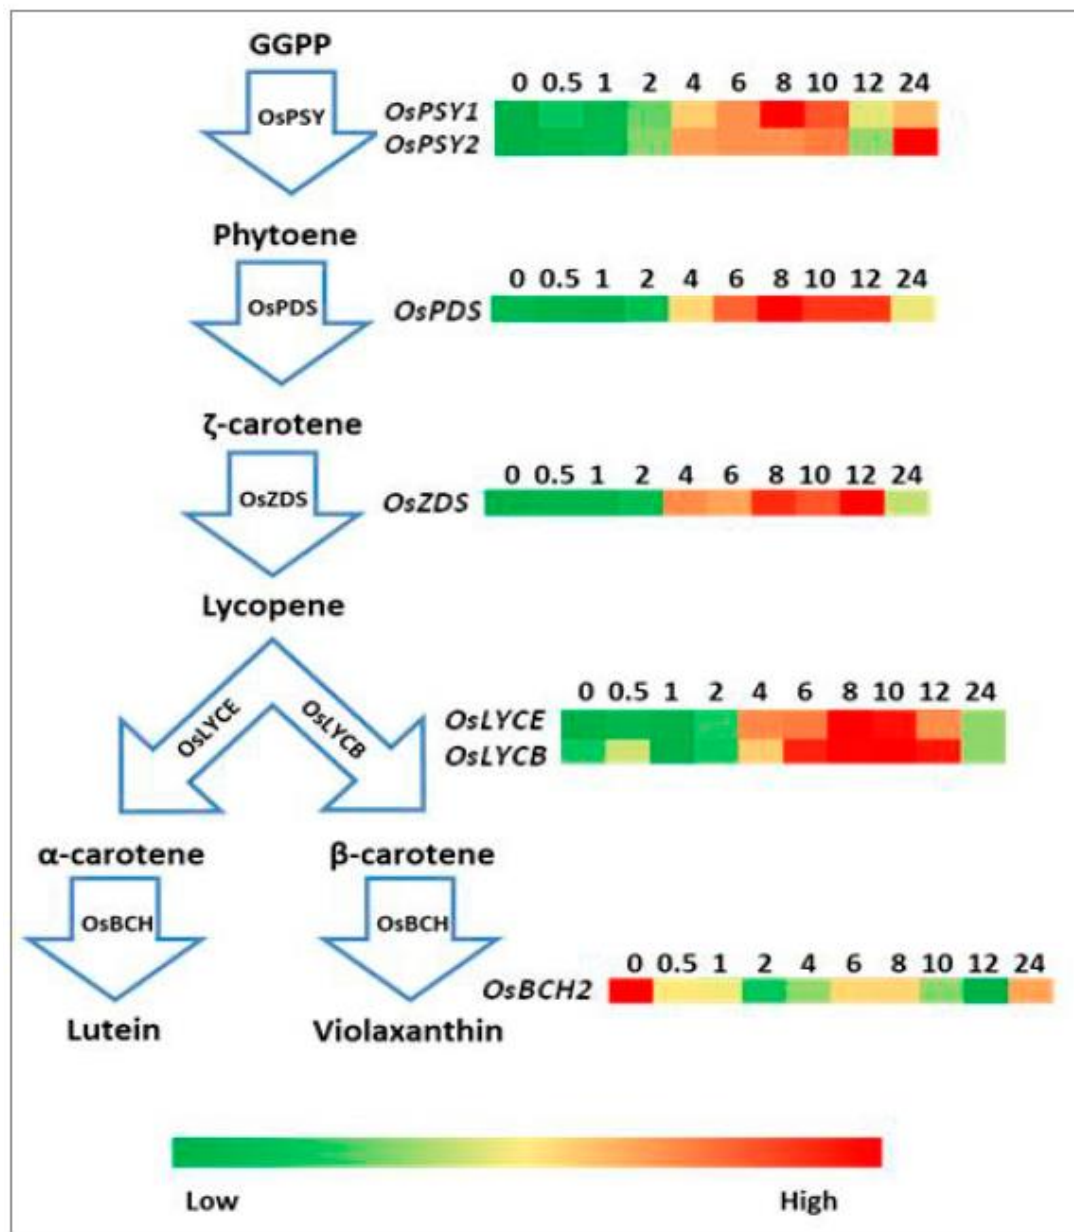 GGPP
OsPSY
0 0.5 1 2 4 6 8 10 12 24
OsPSY1
OsPSY2
Phytoene
OsPDS
0 0.5 1 2 4 6 8 10 12 24
OsPDS
ζ-carotene
OsZDS
0 0.5 1 2 4 6 8 10 12 24
OsZDS
Lycopene
OsLYCE
OsLYCB
0 0.5 1 2 4 6 8 10 12 24
OsLYCE
OsLYCB
α-carotene β-carotene
OsBCH OsBCH
0 0.5 1 2 4 6 8 10 12 24
OsBCH2
Lutein Violaxanthin
Low High